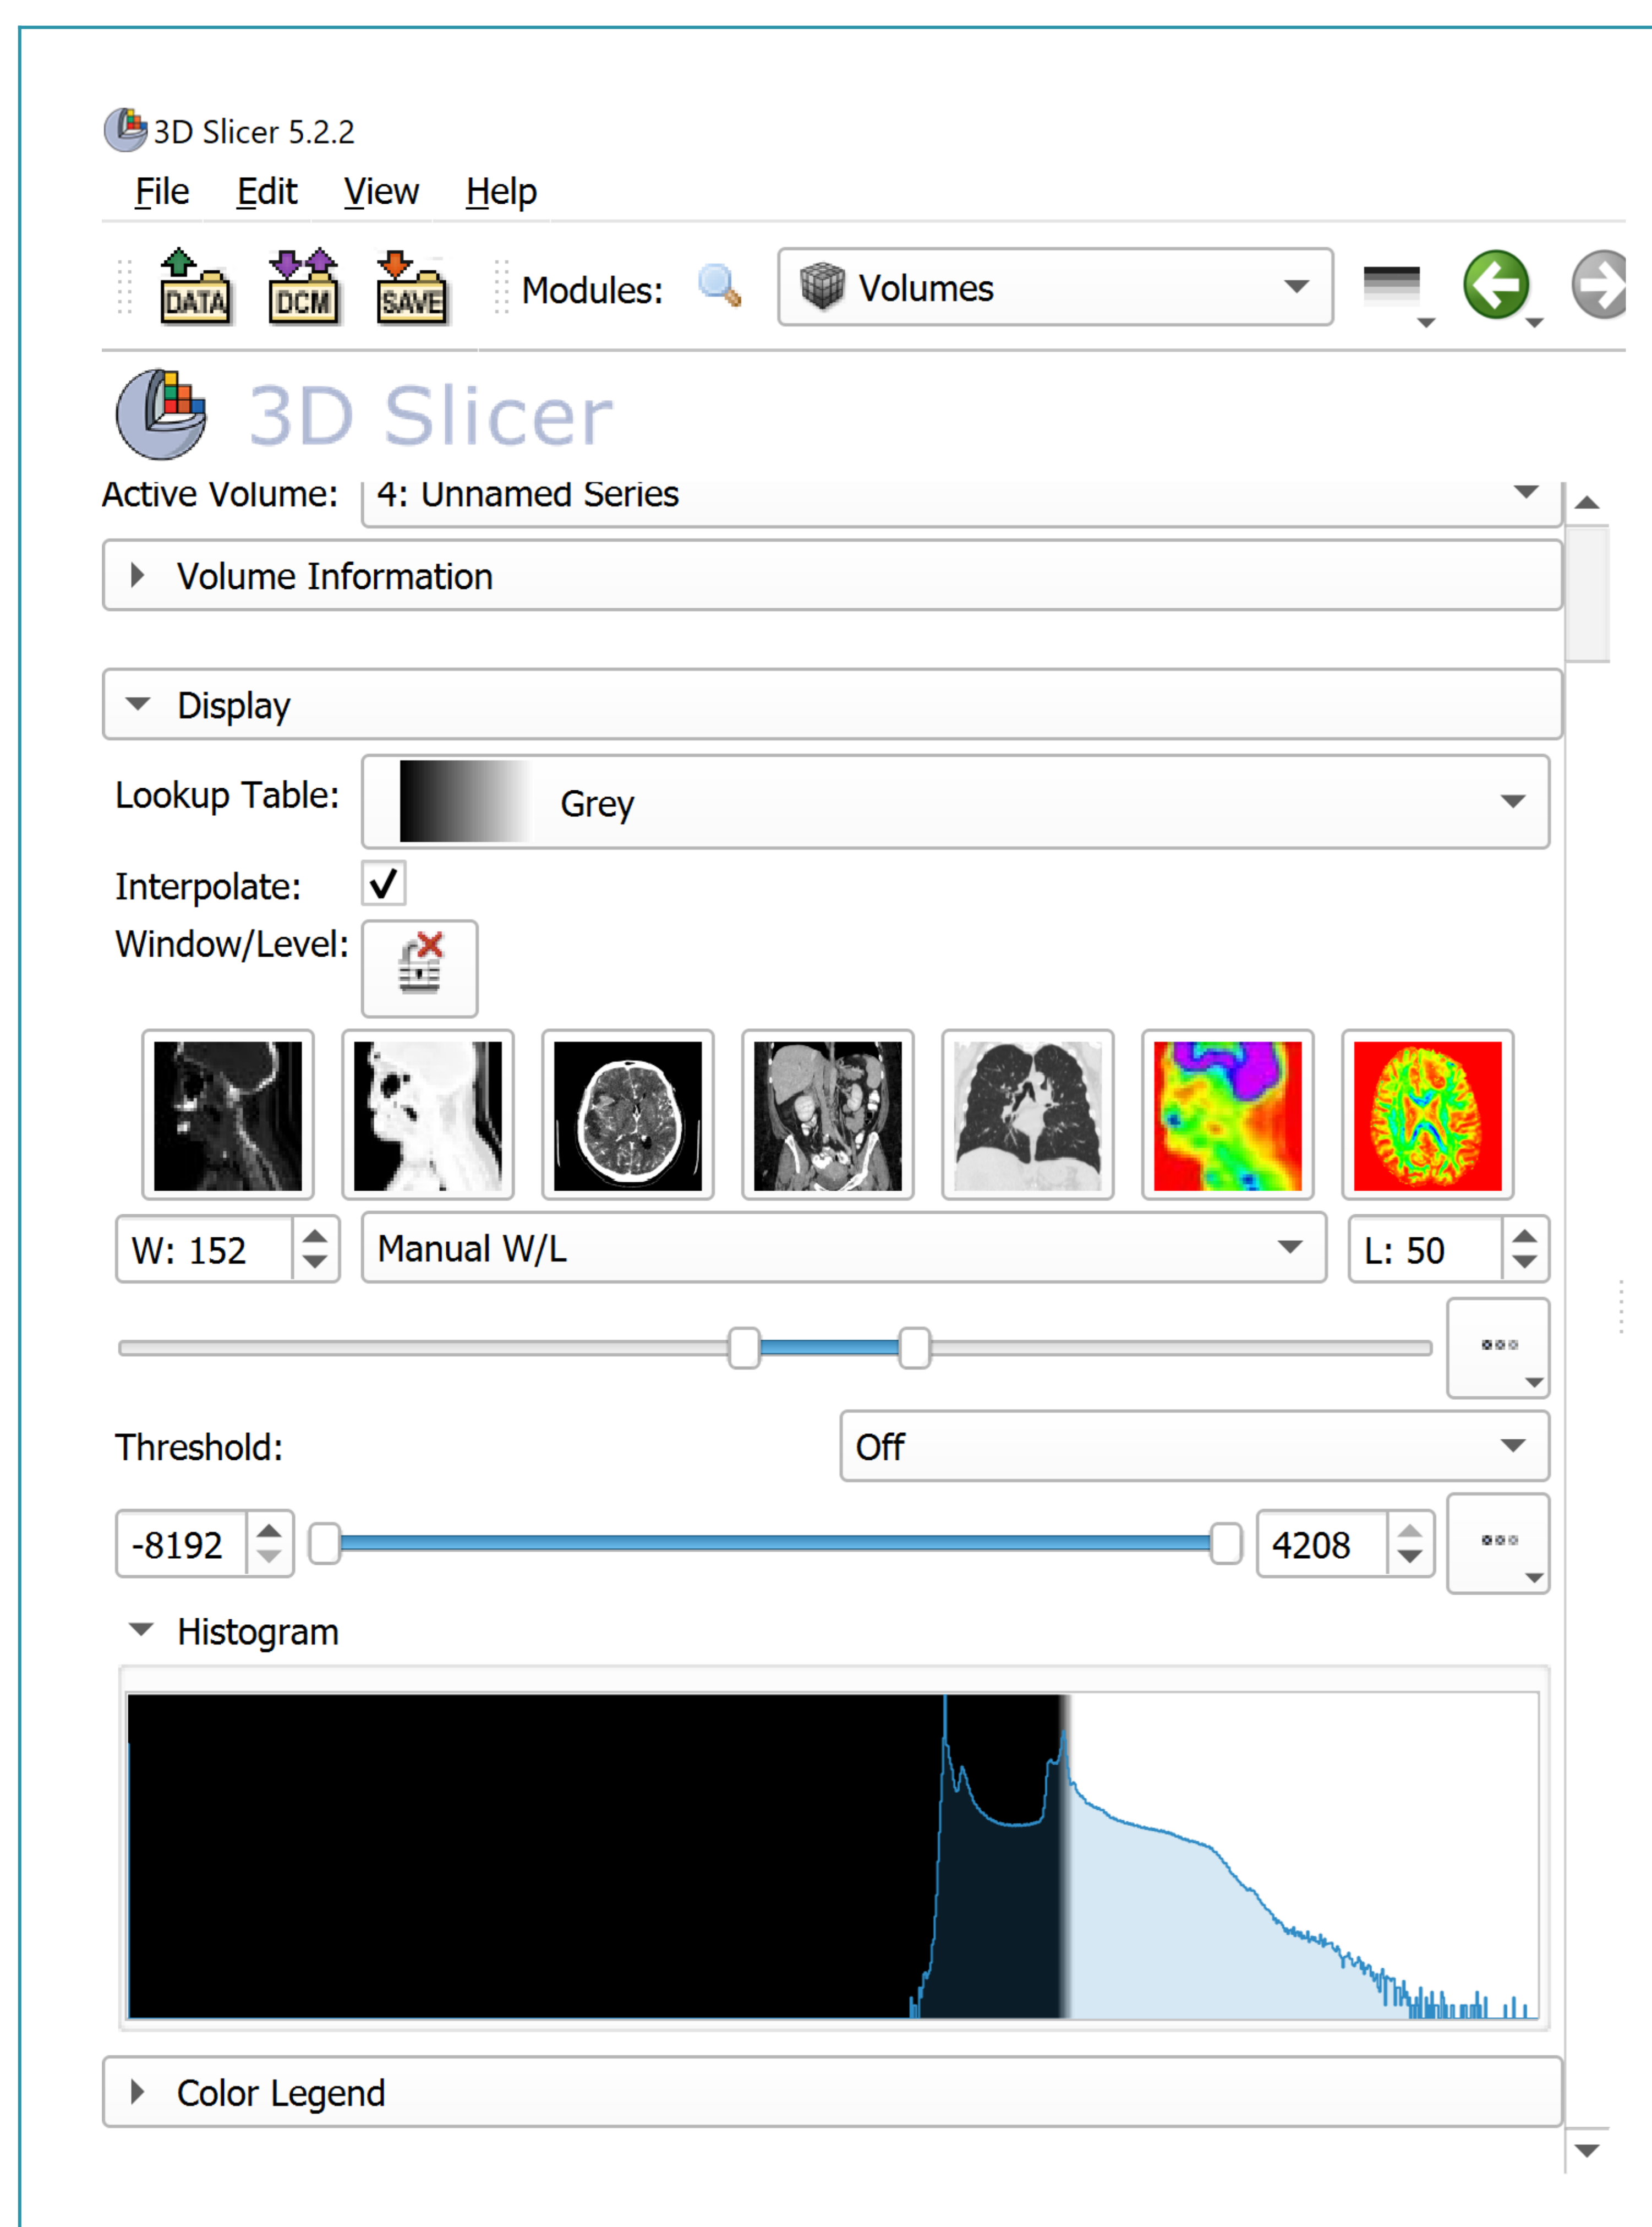 3D Slicer 5.2.2
File Edit View Help
DATA DCM SAVE Modules: Volumes
3D Slicer
Active Volume: 4: Unnamed Series
Volume Information
Display
Lookup Table: Grey
Interpolate:
Window/Level:
W: 152 Manual W/L L: 50
Threshold: Off
-8192 4208
Histogram
Color Legend